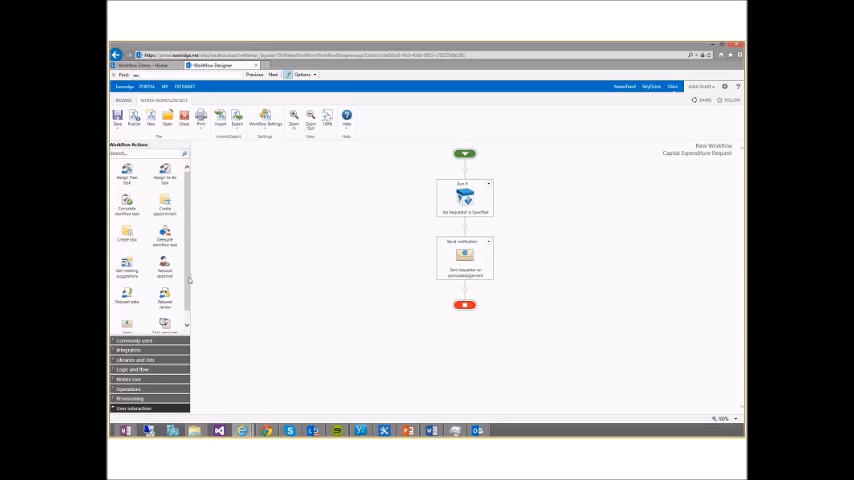 Workflow Demo - Home
Workflow Designer
Find:
Previous
Next
Options
PORTAL
MY
EXTRANET
Newsfeed
SkyDrive
Sites
John Scott
BROWSE
NINTEX WORKFLOW 2013
SHARE
FOLLOW
Save
Publish
New
Open
Close
Print
Import
Export
Workflow Settings
Zoom In
Zoom Out
100%
Help
File
Import/Export
Settings
View
Help
Workflow Actions
Search...
New Workflow
Capital Expenditure Request
Assign Flexi task
Assign to-do task
Complete workflow task
Create appointment
Create task
Delegate workflow task
Get meeting suggestions
Request approval
Request data
Request review
Run If
No Requestor is Specified
Send notification
Sent requestor an
acknowledgement
Commonly used
Integration
Libraries and lists
Logic and flow
Nintex Live
Operations
Provisioning
User interaction
100%